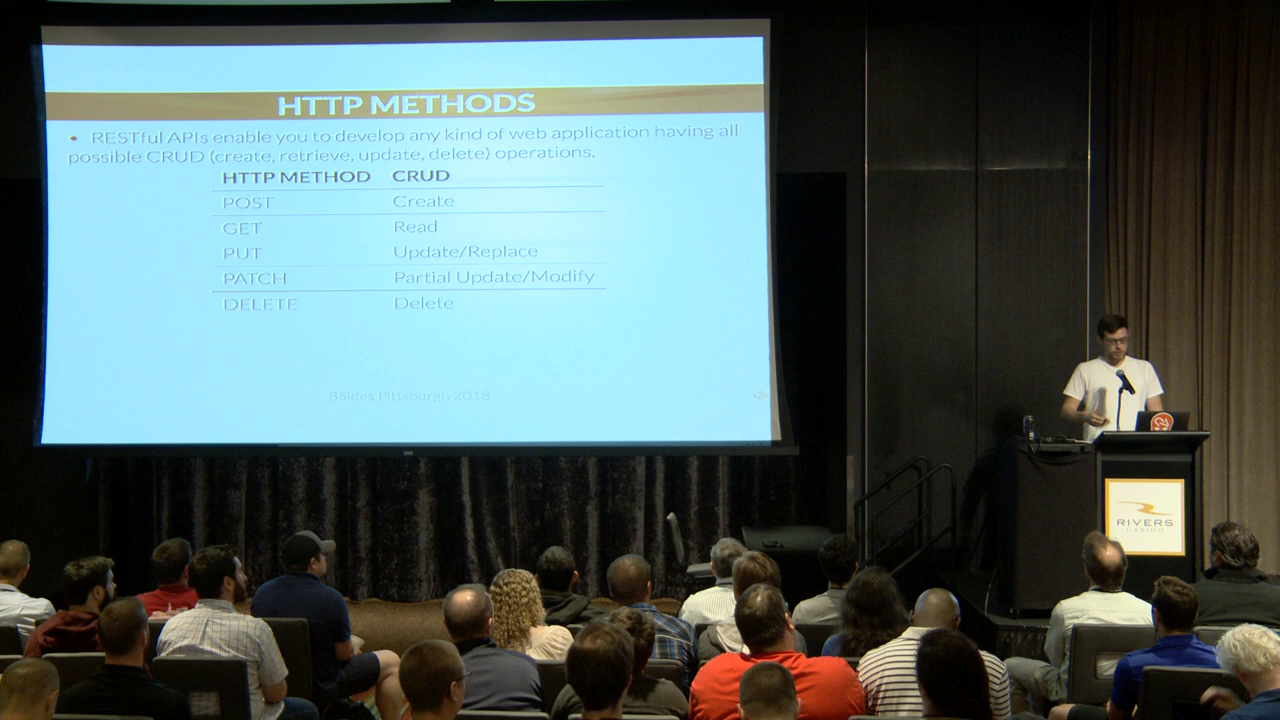 HTTP METHODS
• RESTful APIs enable you to develop any kind of web application having all
possible CRUD (create, retrieve, update, delete) operations.
HTTP METHOD CRUD
POST Create
GET Read
PUT Update/Replace
PATCH Partial Update/Modify
DELETE Delete
BSides Pittsburgh 2018
RIVERS
CASINO